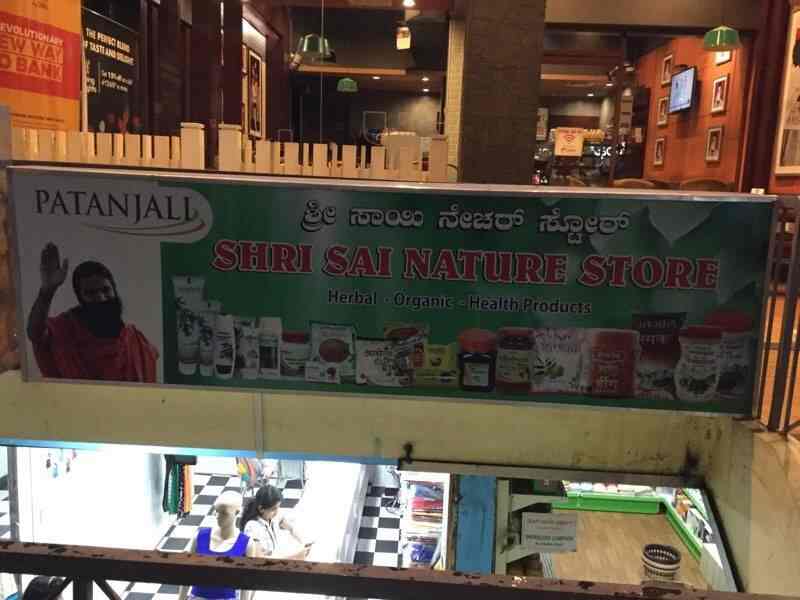 REVOLUTIONARY
NEW WAY
TO BANK
THE PERFECT BLEND
OF TASTE AND DELIGHT
PATANJALI
ಶ್ರೀ ಸಾಯಿ ನೇಚರ್ ಸ್ಟೋರ್
SHRI SAI NATURE STORE
Herbal - Organic - Health Products